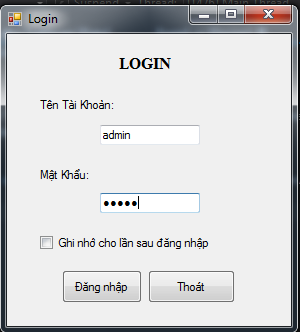 Login
LOGIN
Tên Tài Khoản:
admin
Mật Khẩu:
●●●●●
Ghi nhớ cho lần sau đăng nhập
Đăng nhập Thoát